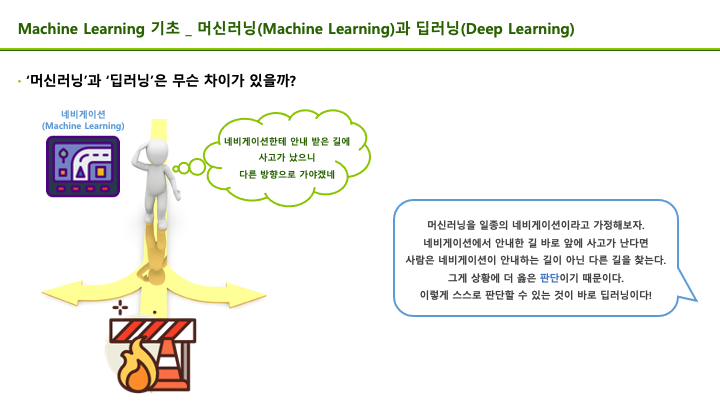 Machine Learning 기초 _ 머신러닝(Machine Learning)과 딥러닝(Deep Learning)
· ‘머신러닝’과 ‘딥러닝’은 무슨 차이가 있을까?
네비게이션
(Machine Learning)
네비게이션한테 안내 받은 길에
사고가 났으니
다른 방향으로 가야겠네
머신러닝을 일종의 네비게이션이라고 가정해보자.
네비게이션에서 안내한 길 바로 앞에 사고가 난다면
사람은 네비게이션이 안내하는 길이 아닌 다른 길을 찾는다.
그게 상황에 더 옳은 판단이기 때문이다.
이렇게 스스로 판단할 수 있는 것이 바로 딥러닝이다!